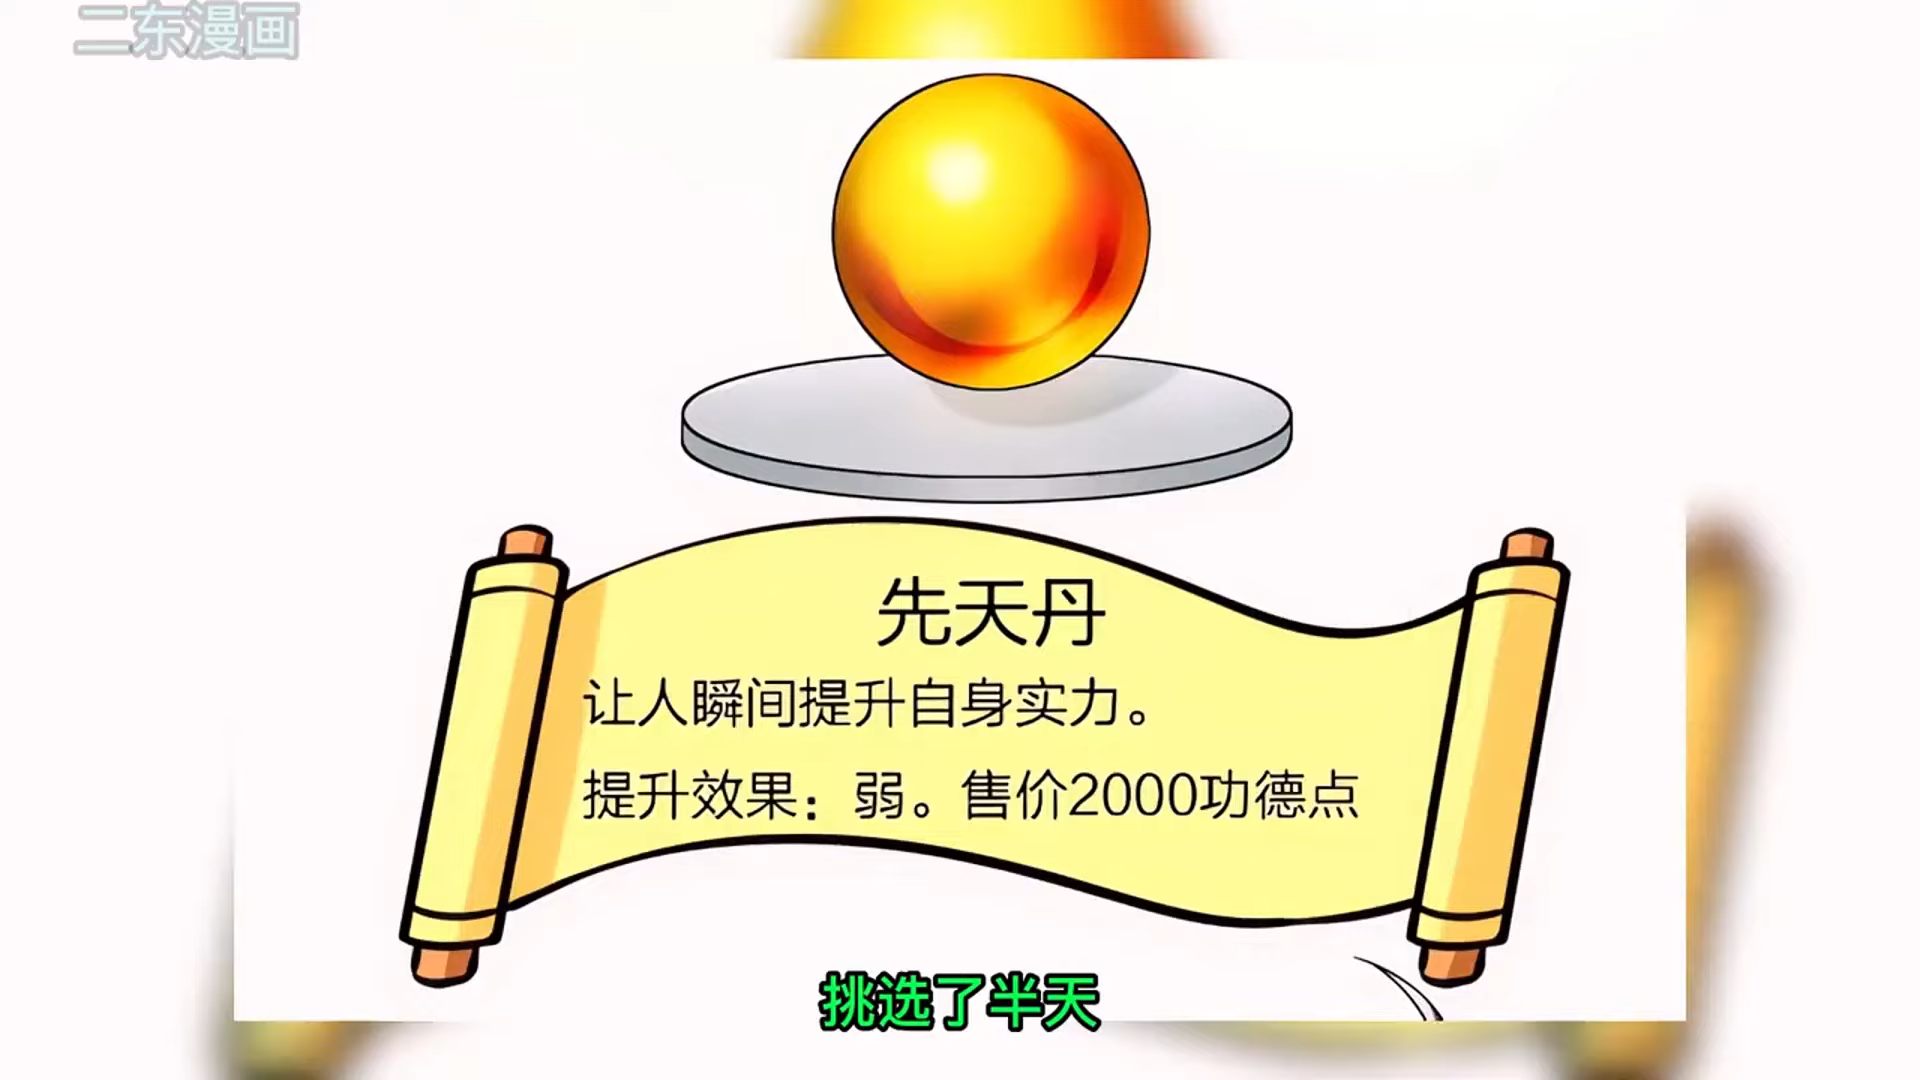 二东漫画
先天丹
让人瞬间提升自身实力。
提升效果：弱。售价2000功德点
挑选了半天